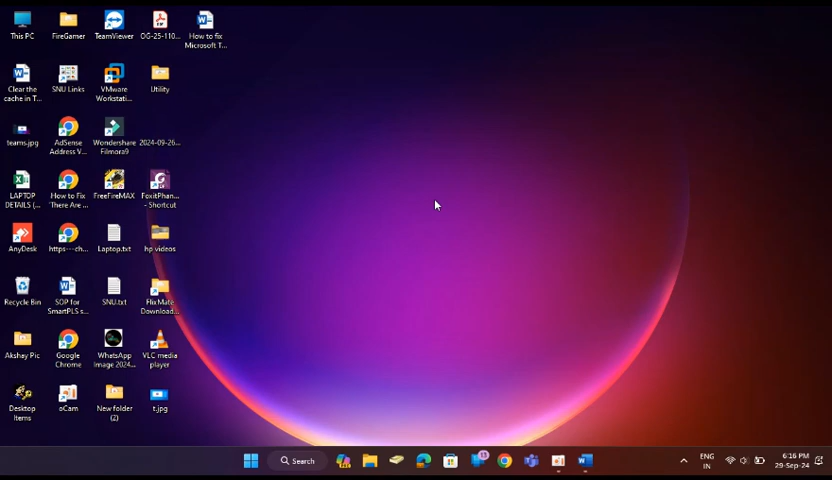 This PC
FireGamer
TeamViewer
OG-25-110...
How to fix
Microsoft T...
Clear the
cache in T...
SNU Links
VMware
Workstati...
Utility
teams.jpg
AdSense
Address V...
Wondershare
Filmora9
2024-09-26...
LAPTOP
DETAILS (...
How to Fix
'There Are ...
FreeFireMAX
FoxitPhan...
- Shortcut
AnyDesk
https---ch...
Laptop.txt
hp videos
Recycle Bin
SOP for
SmartPLS s...
SNU.txt
FlixMate
Download...
Akshay Pic
Google
Chrome
WhatsApp
Image 2024...
VLC media
player
Desktop
Items
oCam
New folder
(2)
t.jpg
Search
13
ENG
IN
6:16 PM
29-Sep-24